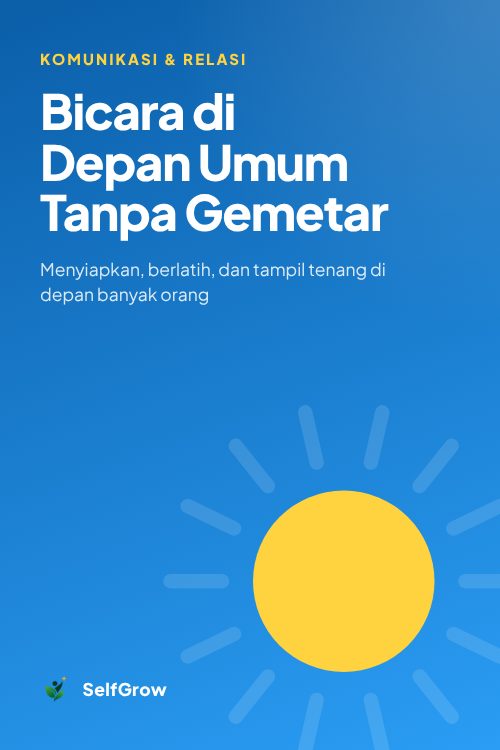 KOMUNIKASI & RELASI
Bicara di
Depan Umum
Tanpa Gemetar
Menyiapkan, berlatih, dan tampil tenang di
depan banyak orang
SelfGrow